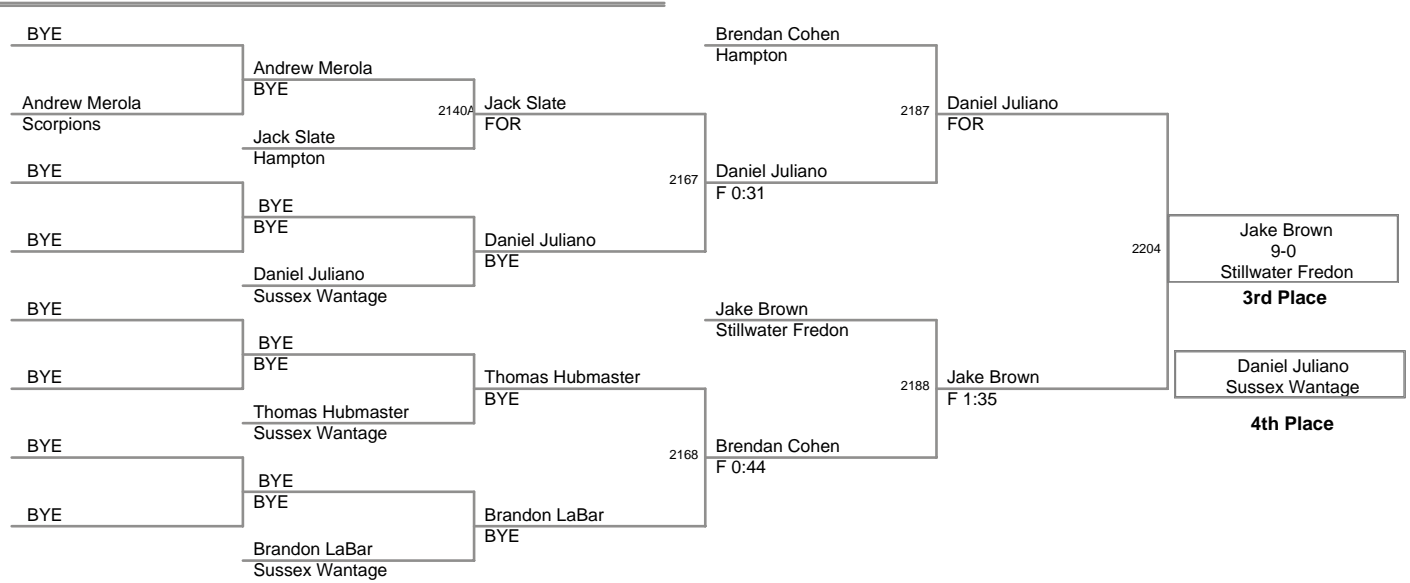 BYE
Andrew Merola
Scorpions
BYE
BYE
BYE
BYE
BYE
BYE
Andrew Merola
BYE
Jack Slate
Hampton
BYE
BYE
Daniel Juliano
Sussex Wantage
BYE
BYE
Thomas Hubmaster
Sussex Wantage
BYE
BYE
Brandon LaBar
Sussex Wantage
2140A
Jack Slate
FOR
Daniel Juliano
BYE
Thomas Hubmaster
BYE
Brandon LaBar
BYE
2167
2168
Brendan Cohen
Hampton
Daniel Juliano
F 0:31
Jake Brown
Stillwater Fredon
Brendan Cohen
F 0:44
2187
2188
Daniel Juliano
FOR
Jake Brown
F 1:35
2204
Jake Brown
9-0
Stillwater Fredon
3rd Place
Daniel Juliano
Sussex Wantage
4th Place